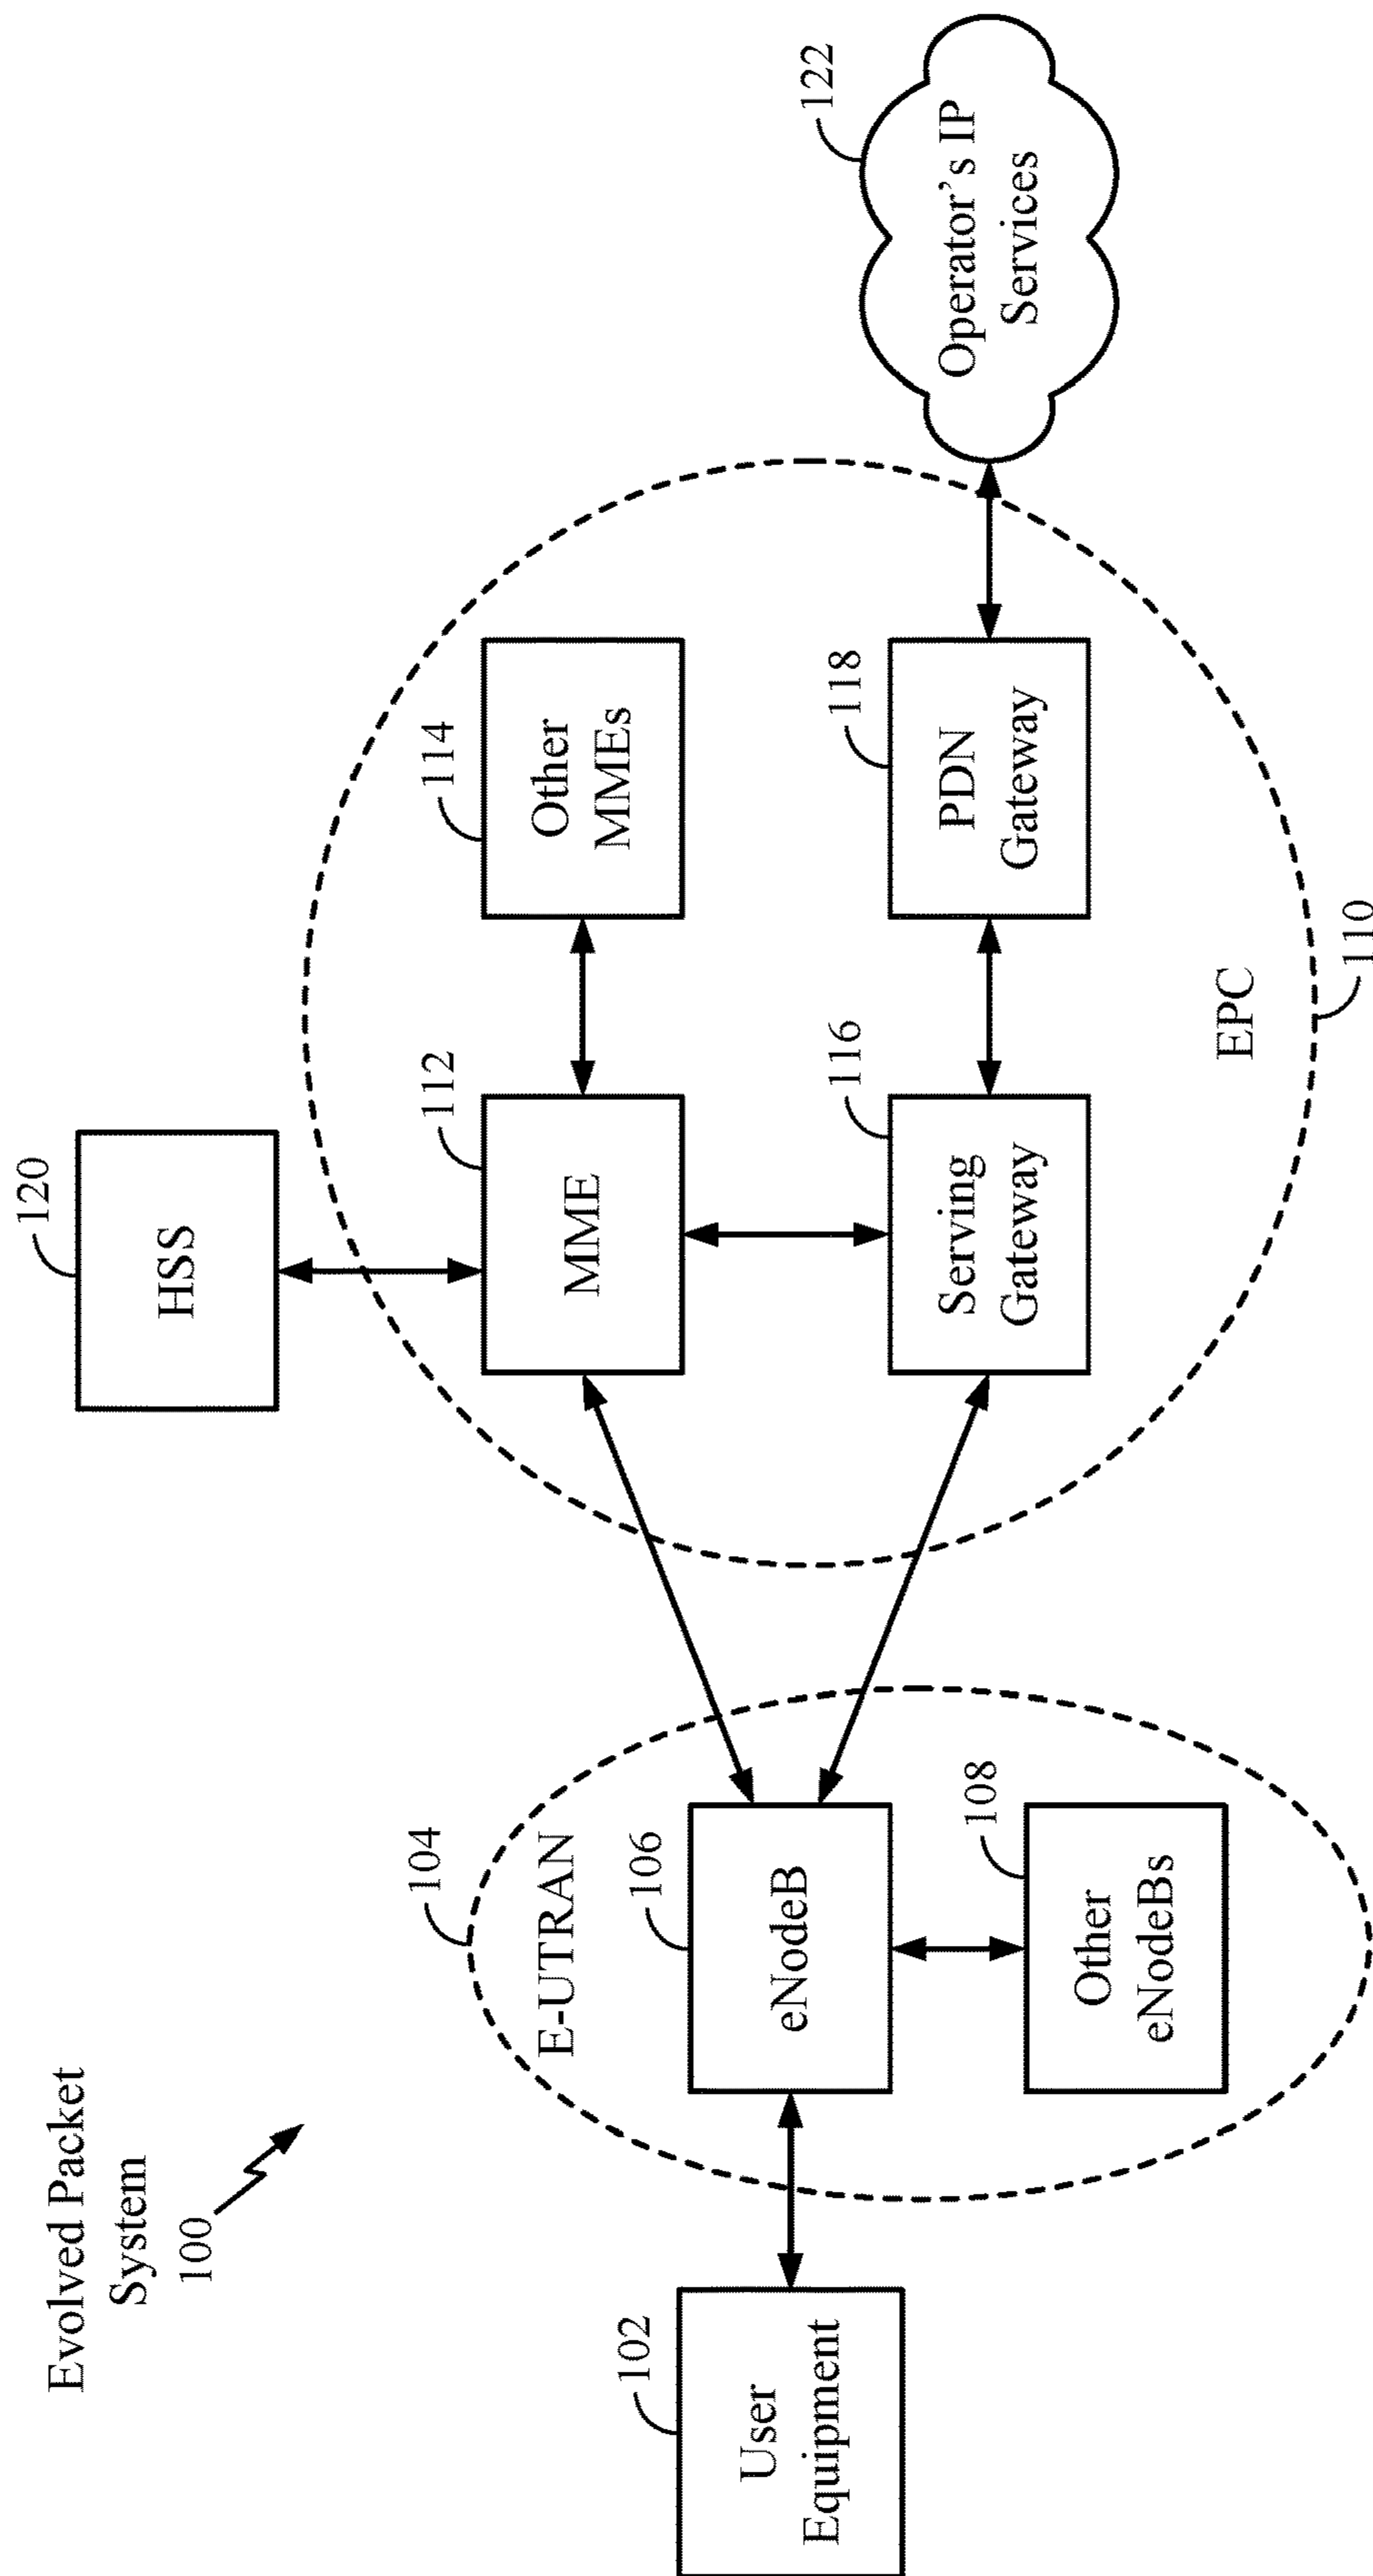 Evolved Packet
System
100
102
User
Equipment
104
E-UTRAN
106
eNodeB
108
Other
eNodeBs
120
HSS
112
MME
114
Other
MMEs
116
Serving
Gateway
118
PDN
Gateway
EPC
110
122
Operator's IP
Services